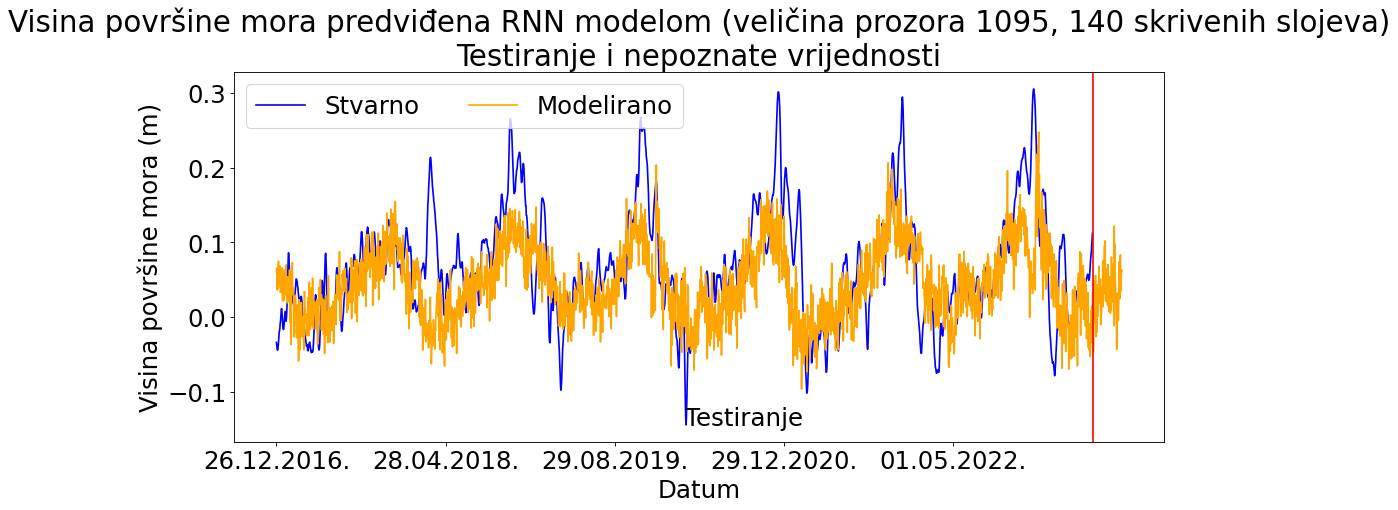 Visina površine mora predviđena RNN modelom (veličina prozora 1095, 140 skrivenih slojeva)
Testiranje i nepoznate vrijednosti
Stvarno
Modelirano
Visina površine mora (m)
0.3
0.2
0.1
0.0
−0.1
Testiranje
26.12.2016.
28.04.2018.
29.08.2019.
29.12.2020.
01.05.2022.
Datum